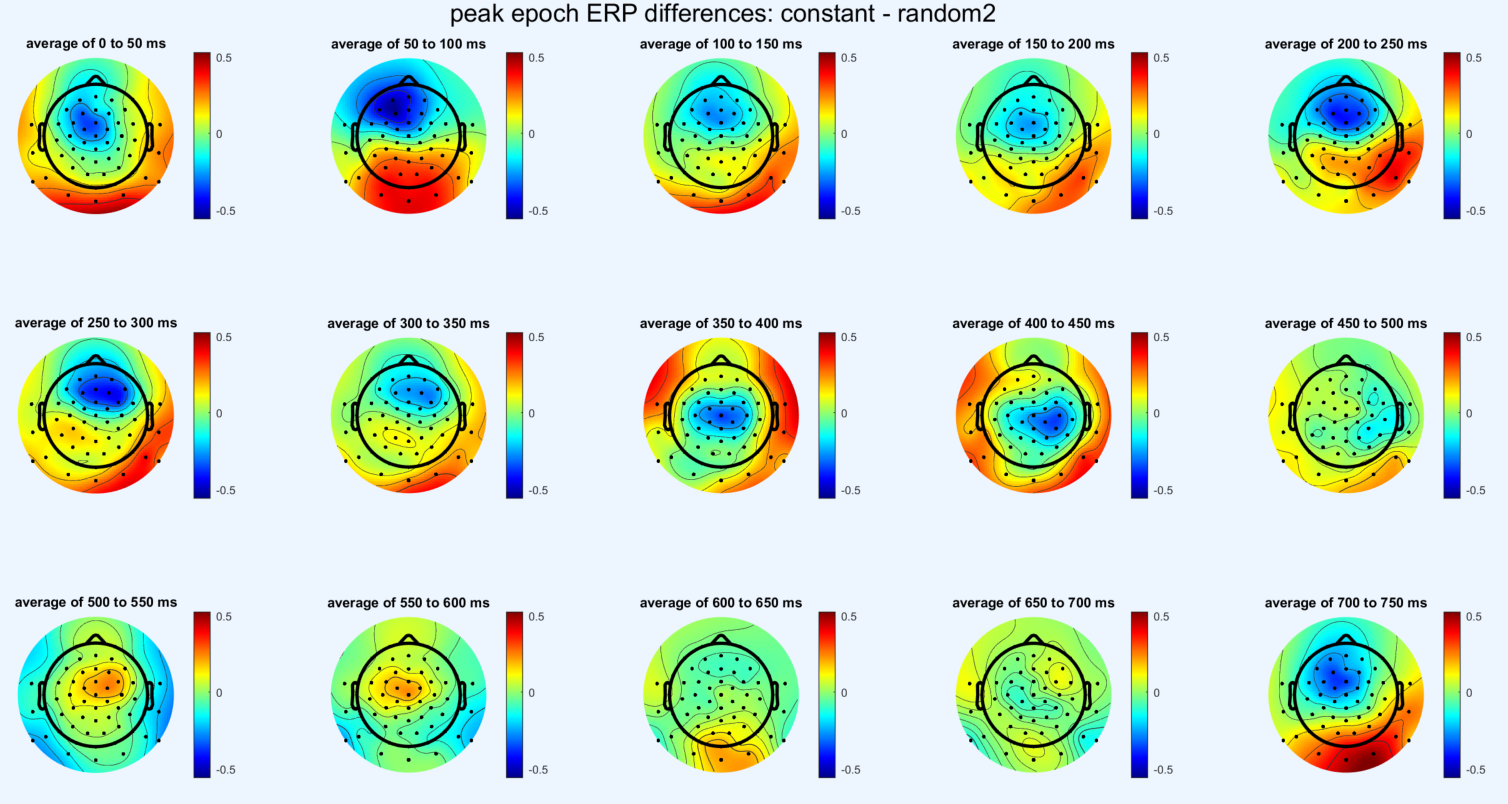 peak epoch ERP differences: constant - random2
average of 0 to 50 ms
0.5
0
-0.5
average of 50 to 100 ms
0.5
0
-0.5
average of 100 to 150 ms
0.5
0
-0.5
average of 150 to 200 ms
0.5
0
-0.5
average of 200 to 250 ms
0.5
0
-0.5
average of 250 to 300 ms
0.5
0
-0.5
average of 300 to 350 ms
0.5
0
-0.5
average of 350 to 400 ms
0.5
0
-0.5
average of 400 to 450 ms
0.5
0
-0.5
average of 450 to 500 ms
0.5
0
-0.5
average of 500 to 550 ms
0.5
0
-0.5
average of 550 to 600 ms
0.5
0
-0.5
average of 600 to 650 ms
0.5
0
-0.5
average of 650 to 700 ms
0.5
0
-0.5
average of 700 to 750 ms
0.5
0
-0.5